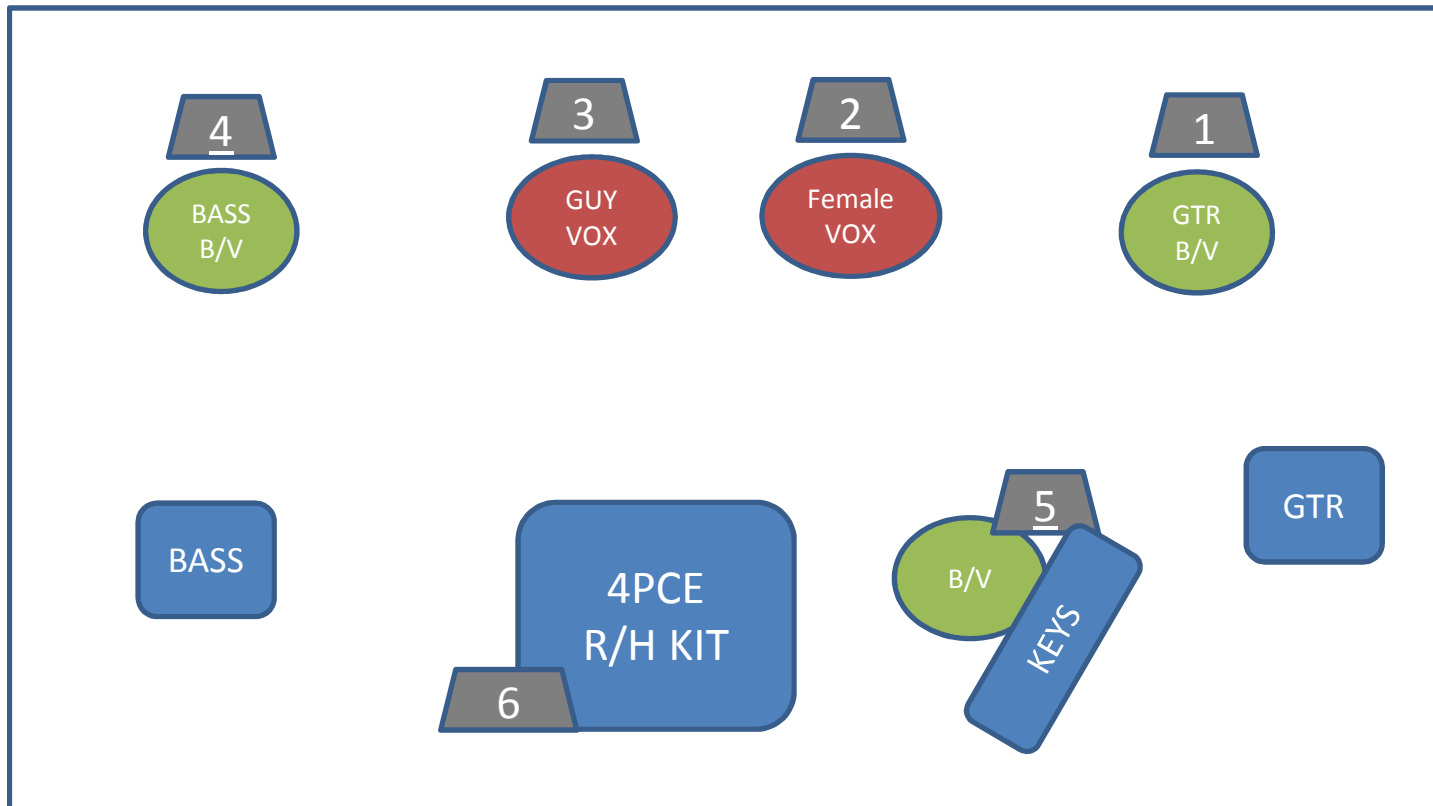 4
3
2
1
BASS
B/V
GUY
VOX
Female
VOX
GTR
B/V
BASS
4PCE
R/H KIT
6
5
B/V
KEYS
GTR